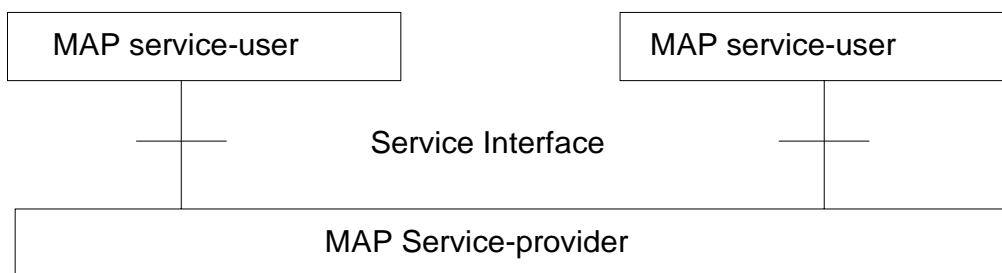 MAP service-user
MAP service-user
Service Interface
MAP Service-provider